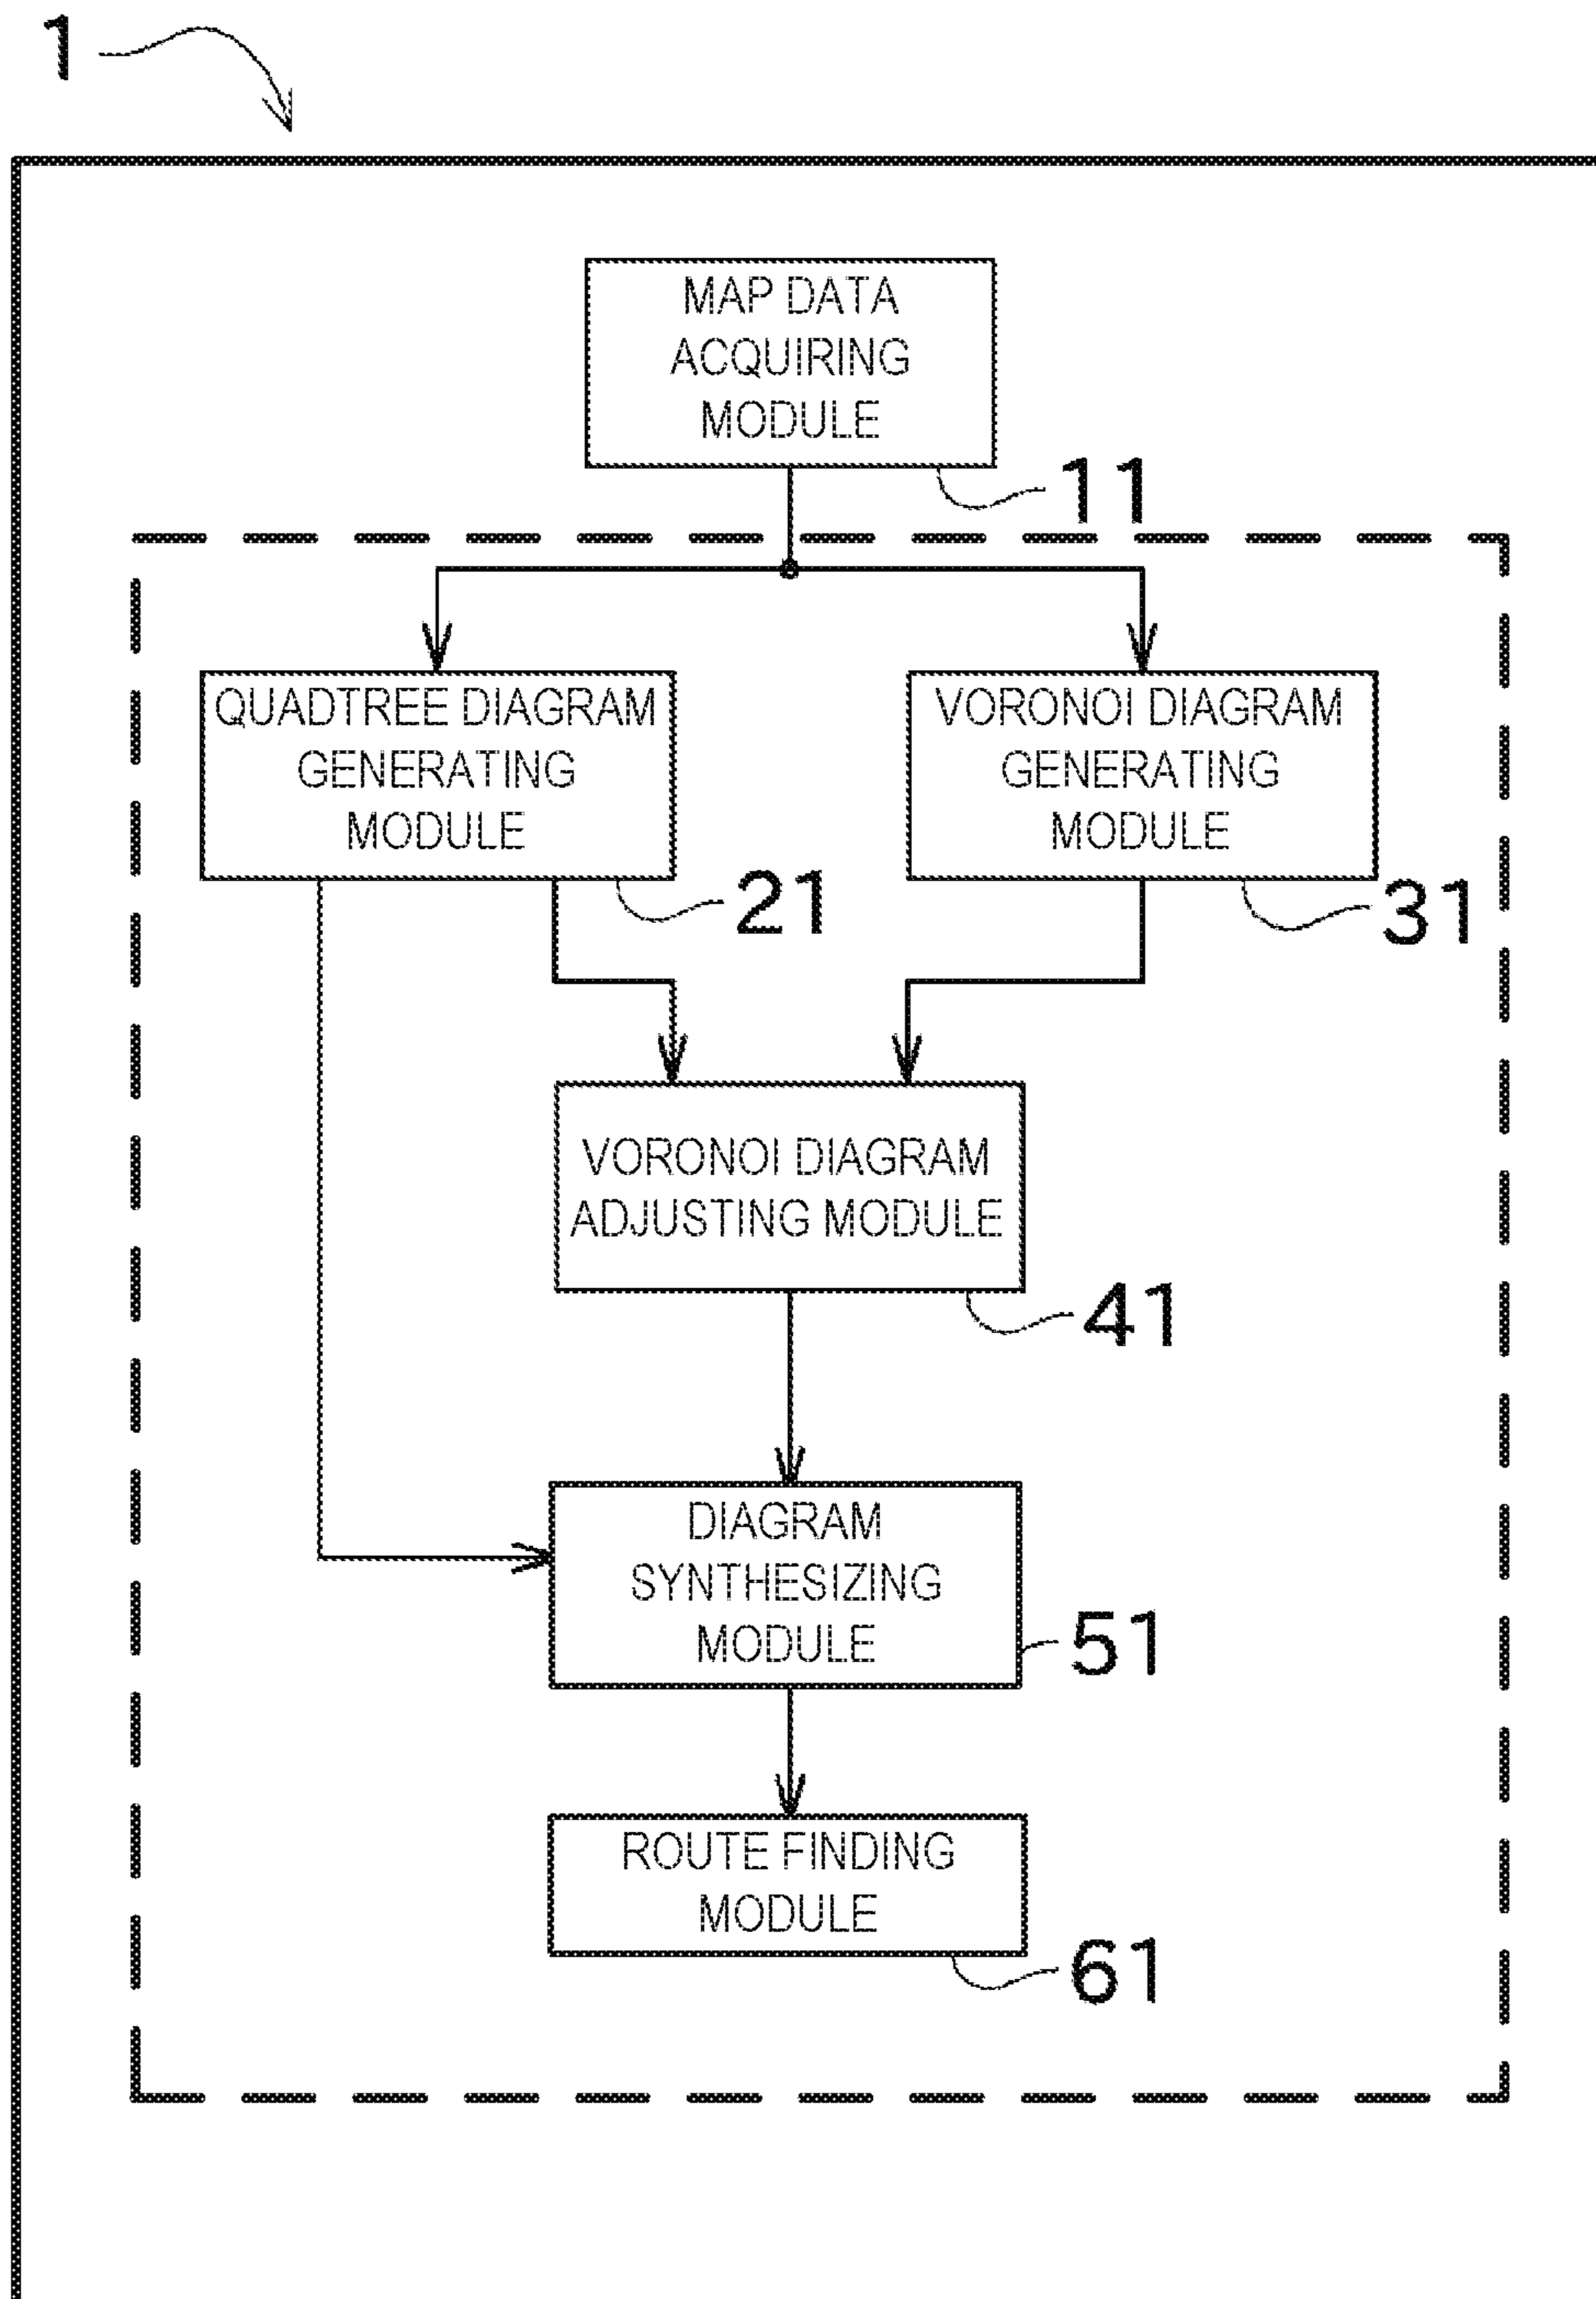 1
MAP DATA
ACQUIRING
MODULE
11
QUADTREE DIAGRAM
GENERATING
MODULE
21
VORONOI DIAGRAM
GENERATING
MODULE
31
VORONOI DIAGRAM
ADJUSTING MODULE
41
DIAGRAM
SYNTHESIZING
MODULE
51
ROUTE FINDING
MODULE
61